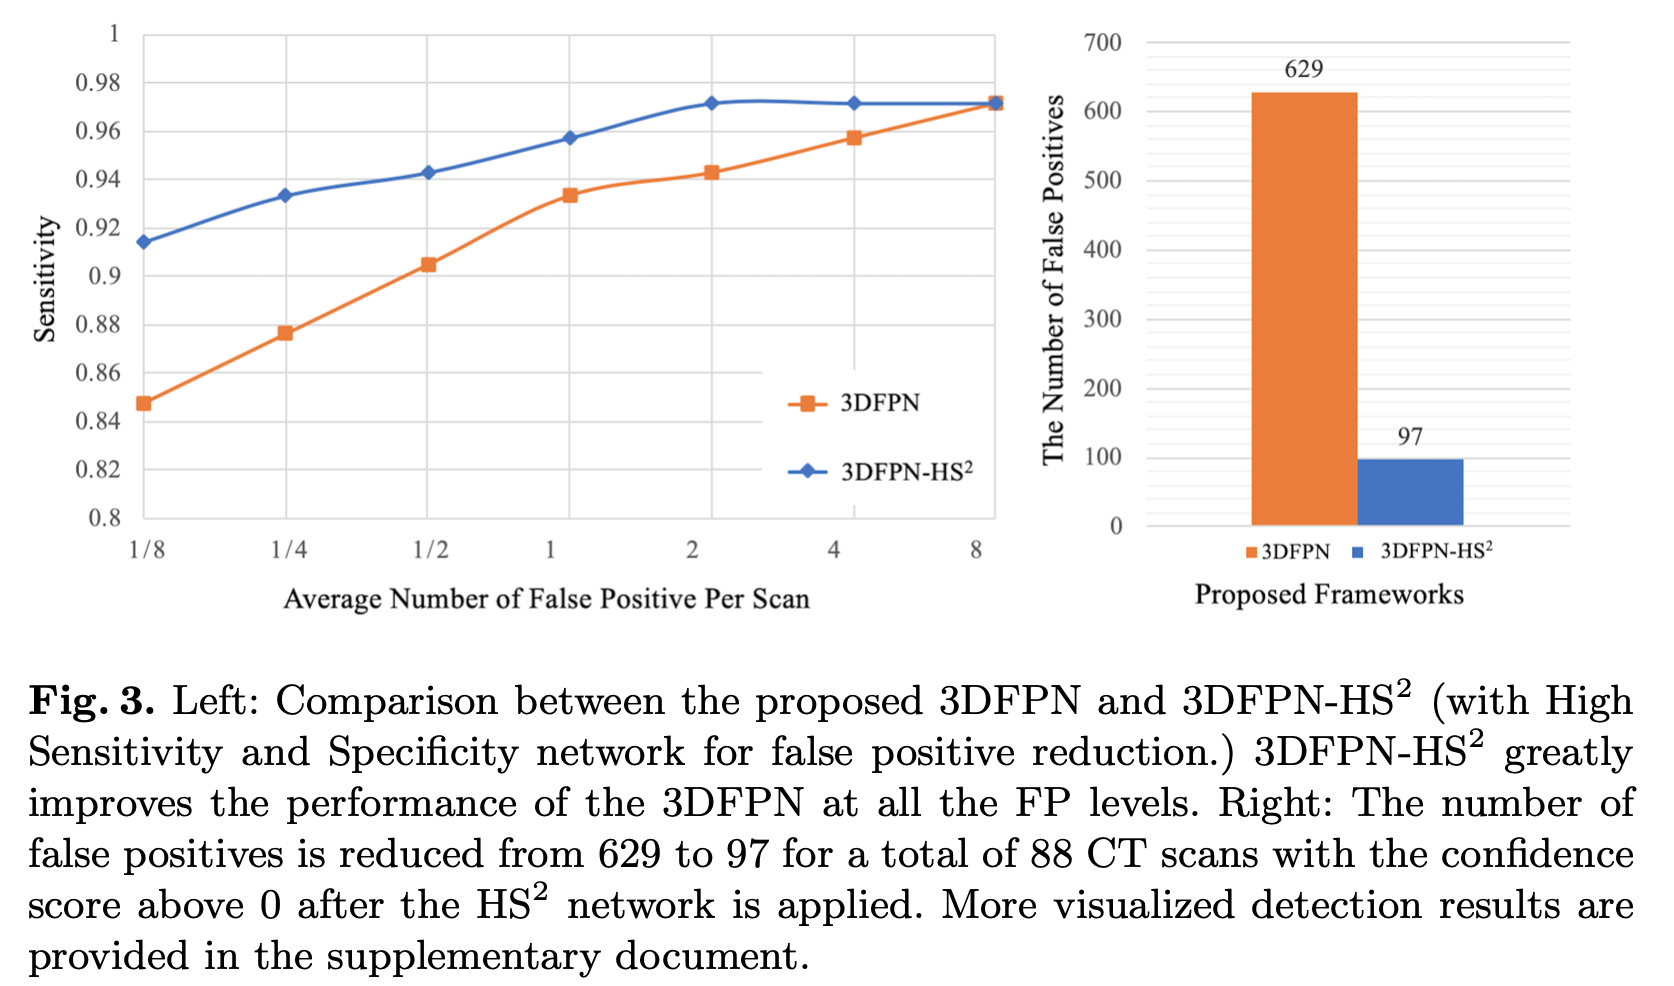 1
0.98
0.96
0.94
0.92
0.9
0.88
0.86
0.84
0.82
0.8
Sensitivity
1/8 1/4 1/2 1 2 4 8
Average Number of False Positive Per Scan
3DFPN
3DFPN-HS²
700
600
500
400
300
200
100
0
The Number of False Positives
629
97
3DFPN 3DFPN-HS²
Proposed Frameworks
Fig. 3. Left: Comparison between the proposed 3DFPN and 3DFPN-HS² (with High
Sensitivity and Specificity network for false positive reduction.) 3DFPN-HS² greatly
improves the performance of the 3DFPN at all the FP levels. Right: The number of
false positives is reduced from 629 to 97 for a total of 88 CT scans with the confidence
score above 0 after the HS² network is applied. More visualized detection results are
provided in the supplementary document.